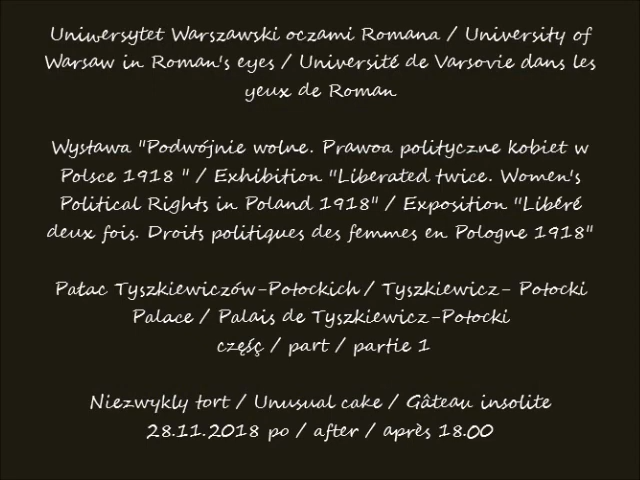 Uniwersytet Warszawski oczami Romana / University of
Warsaw in Roman's eyes / Université de Varsovie dans les
yeux de Roman
Wystawa "Podwójnie wolne. Prawoa polityczne kobiet w
Polsce 1918 " / Exhibition "Liberated twice. Women's
Political Rights in Poland 1918" / Exposition "Libéré
deux fois. Droits politiques des femmes en Pologne 1918"
Pałac Tyszkiewiczów-Potockich / Tyszkiewicz- Potocki
Palace / Palais de Tyszkiewicz-Potocki
częśç / part / partie 1
Niezwykly tort / Unusual cake / Gâteau insolite
28.11.2018 po / after / après 18.00